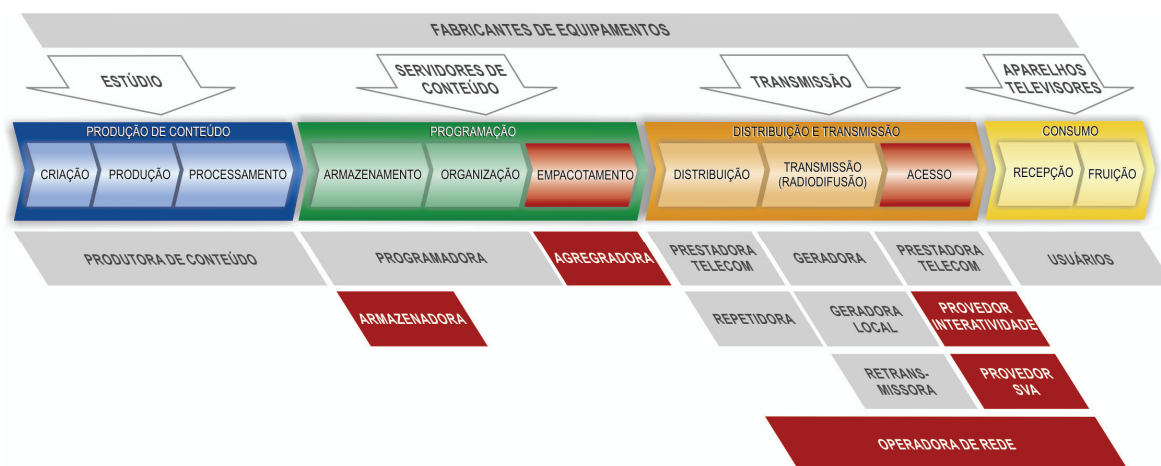 FABRICANTES DE EQUIPAMENTOS
ESTÚDIO
SERVIDORES DE
CONTEÚDO
TRANSMISSÃO
APARELHOS
TELEVISORES
PRODUÇÃO DE CONTEÚDO
PROGRAMAÇÃO
DISTRIBUIÇÃO E TRANSMISSÃO
CONSUMO
CRIAÇÃO
PRODUÇÃO
PROCESSAMENTO
ARMAZENAMENTO
ORGANIZAÇÃO
EMPACOTAMENTO
DISTRIBUIÇÃO
TRANSMISSÃO
(RADIODIFUSÃO)
ACESSO
RECEPÇÃO
FRUIÇÃO
PRODUTORA DE CONTEÚDO
PROGRAMADORA
AGREGRADORA
PRESTADORA
TELECOM
GERADORA
PRESTADORA
TELECOM
USUÁRIOS
ARMAZENADORA
REPETIDORA
GERADORA
LOCAL
PROVEDOR
INTERATIVIDADE
RETRANS-
MISSORA
PROVEDOR
SVA
OPERADORA DE REDE